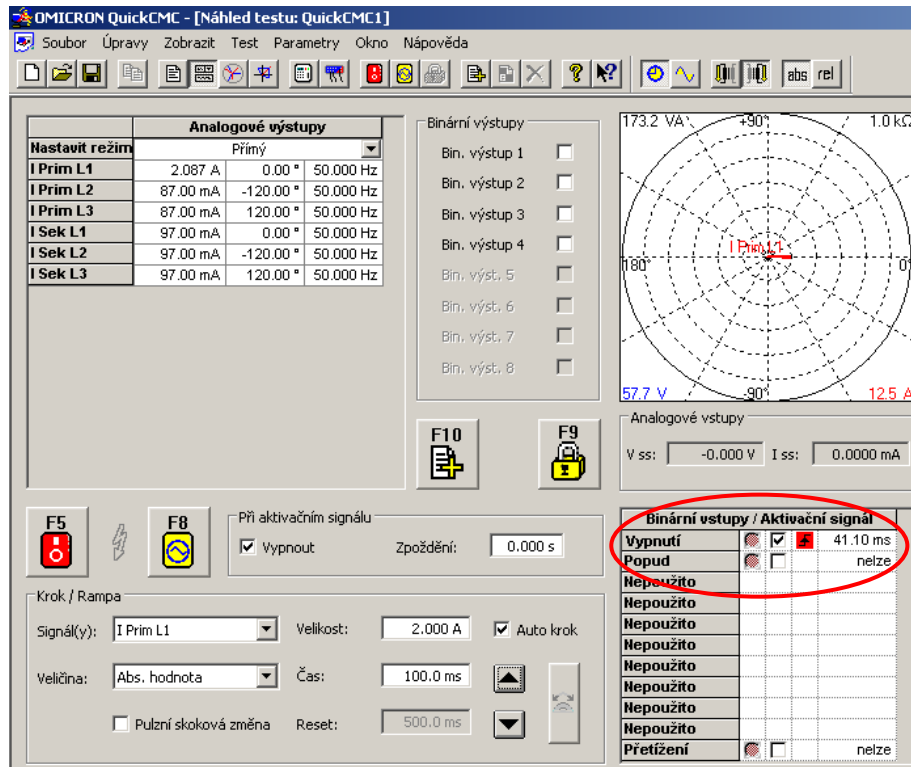 OMICRON QuickCMC - [Náhled testu: QuickCMC1]
Soubor Úpravy Zobrazit Test Parametry Okno Nápověda
abs rel
Analogové výstupy
Nastavit režim Přímý
I Prim L1 2.087 A 0.00 ° 50.000 Hz
I Prim L2 87.00 mA -120.00 ° 50.000 Hz
I Prim L3 87.00 mA 120.00 ° 50.000 Hz
I Sek L1 97.00 mA 0.00 ° 50.000 Hz
I Sek L2 97.00 mA -120.00 ° 50.000 Hz
I Sek L3 97.00 mA 120.00 ° 50.000 Hz
Binární výstupy
Bin. výstup 1
Bin. výstup 2
Bin. výstup 3
Bin. výstup 4
Bin. výst. 5
Bin. výst. 6
Bin. výst. 7
Bin. výst. 8
173.2 VA +90° 1.0 kΩ
I Prim L1
180° 0°
57.7 V -90° 12.5 A
F10
F9
Analogové vstupy
V ss: -0.000 V I ss: 0.0000 mA
F5
F8
Při aktivačním signálu
Vypnout Zpoždění: 0.000 s
Krok / Rampa
Signál(y): I Prim L1 Velikost: 2.000 A Auto krok
Veličina: Abs. hodnota Čas: 100.0 ms
Pulzní skoková změna Reset: 500.0 ms
Binární vstupy / Aktivační signál
Vypnutí 41.10 ms
Popud nelze
Nepoužito
Nepoužito
Nepoužito
Nepoužito
Nepoužito
Nepoužito
Nepoužito
Nepoužito
Přetížení nelze